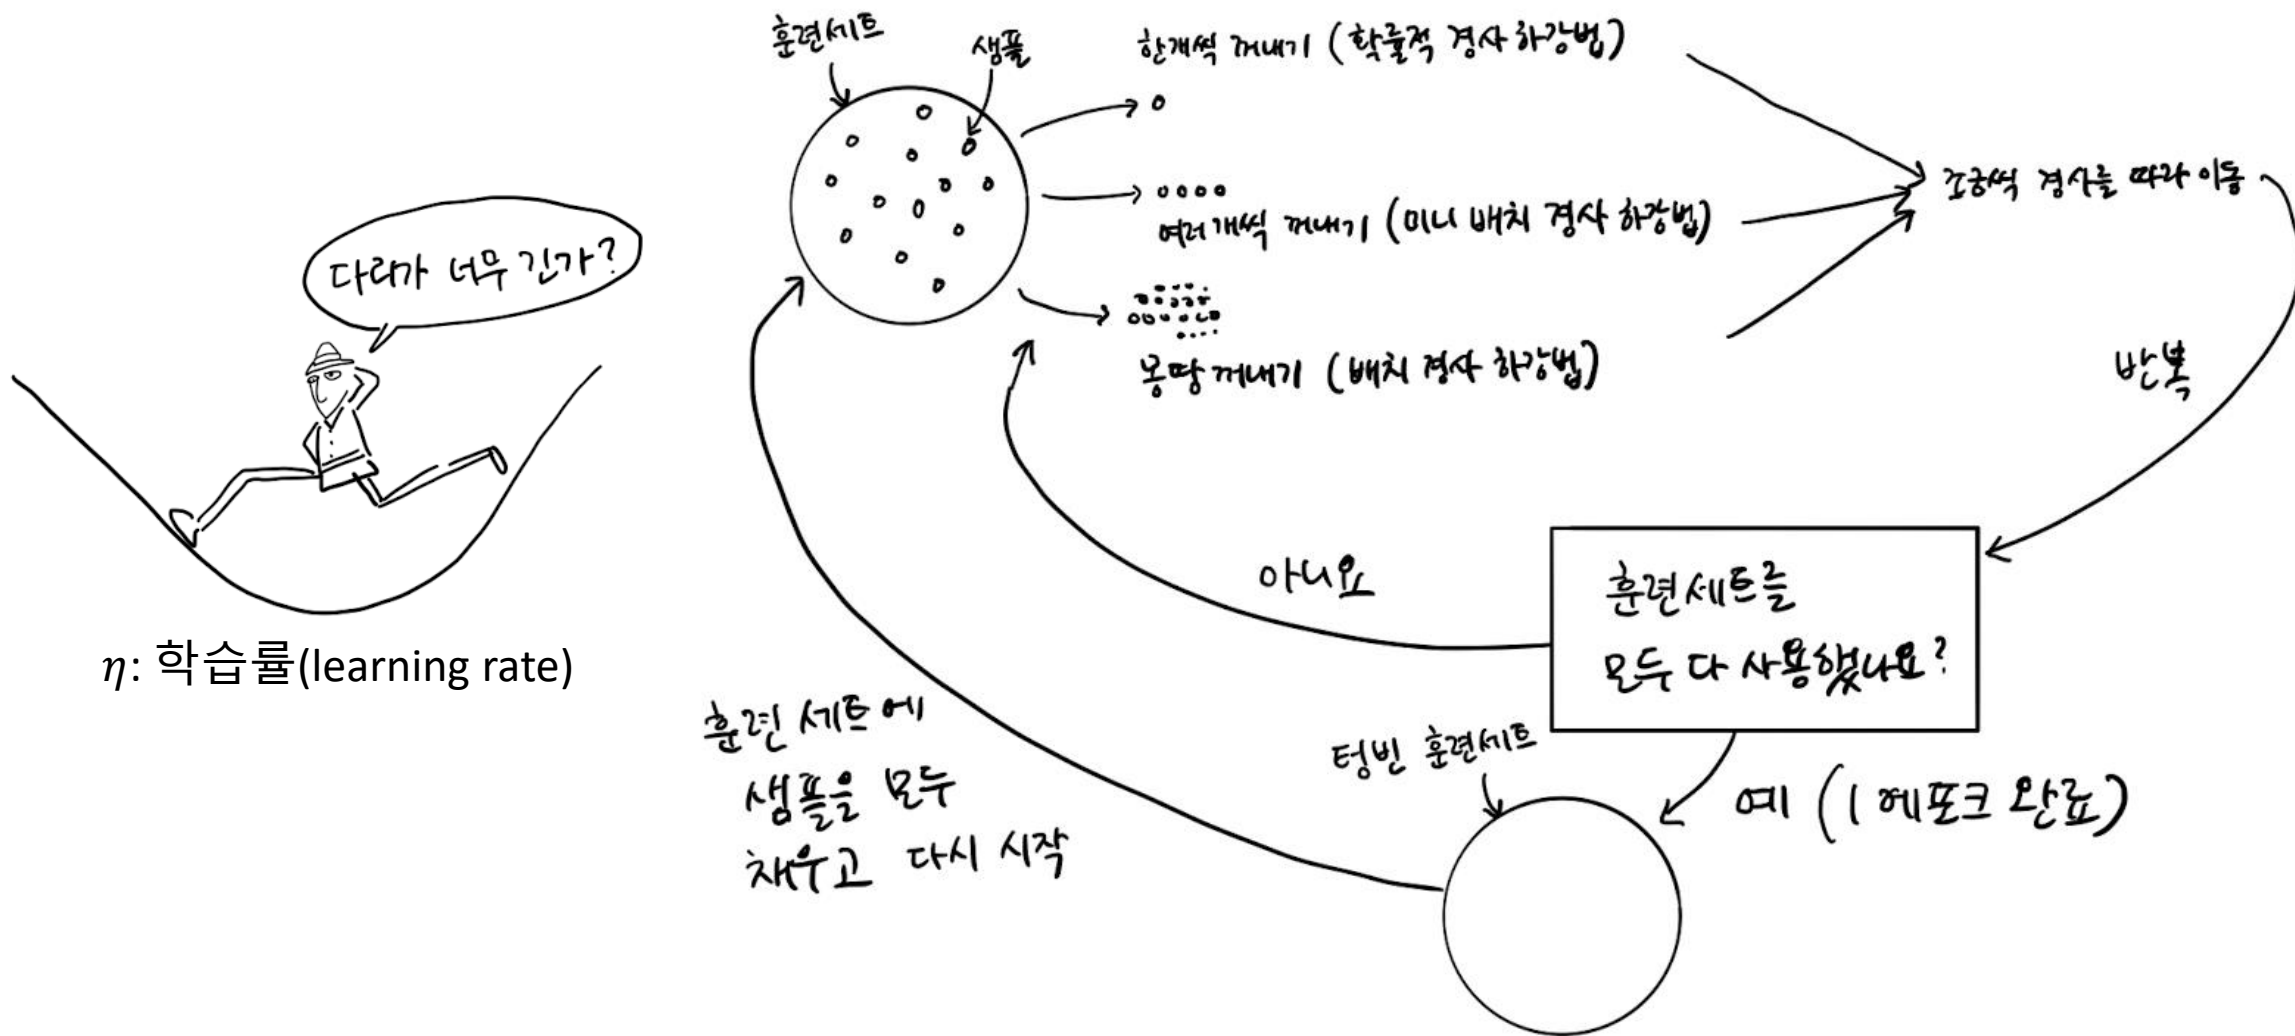 다리가 너무 긴가?
η: 학습률(learning rate)
훈련세트
샘플
한개씩 꺼내기 (확률적 경사 하강법)
여러개씩 꺼내기 (미니 배치 경사 하강법)
몽땅 꺼내기 (배치 경사 하강법)
조금씩 경사를 따라 이동
반복
훈련세트를
모두 다 사용했나요?
아니요
예 (1 에포크 완료)
텅빈 훈련세트
훈련 세트에
샘플을 모두
채우고 다시 시작